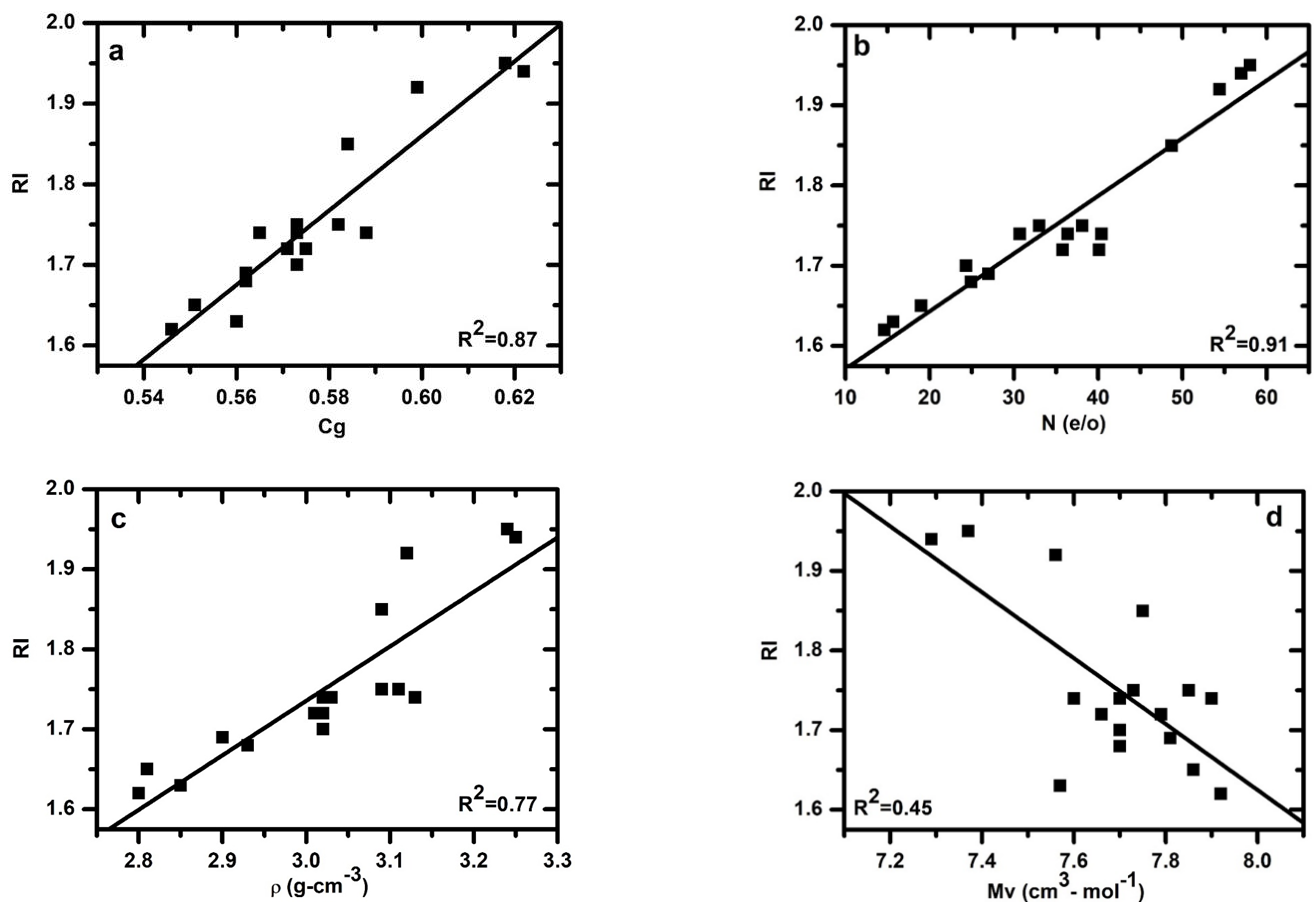 a
2.0
1.9
1.8
1.7
1.6
RI
R²=0.87
0.54 0.56 0.58 0.60 0.62
Cg
b
2.0
1.9
1.8
1.7
1.6
RI
R²=0.91
10 20 30 40 50 60
N (e/o)
c
2.0
1.9
1.8
1.7
1.6
RI
R²=0.77
2.8 2.9 3.0 3.1 3.2 3.3
ρ (g-cm⁻³)
d
2.0
1.9
1.8
1.7
1.6
RI
R²=0.45
7.2 7.4 7.6 7.8 8.0
Mv (cm³- mol⁻¹)